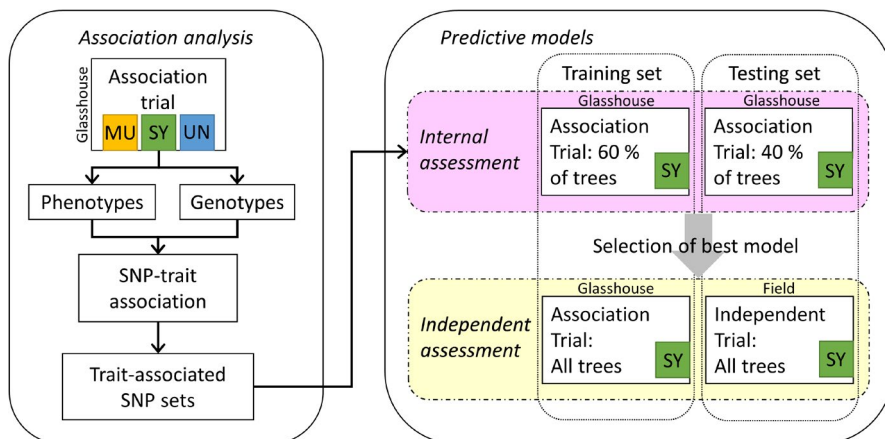 Association analysis
Glasshouse
Association
trial
MU SY UN
Phenotypes
Genotypes
SNP-trait
association
Trait-associated
SNP sets
Predictive models
Training set
Testing set
Internal
assessment
Glasshouse
Association
Trial: 60 %
of trees
SY
Glasshouse
Association
Trial: 40 %
of trees
SY
Selection of best model
Independent
assessment
Glasshouse
Association
Trial:
All trees
SY
Field
Independent
Trial:
All trees
SY